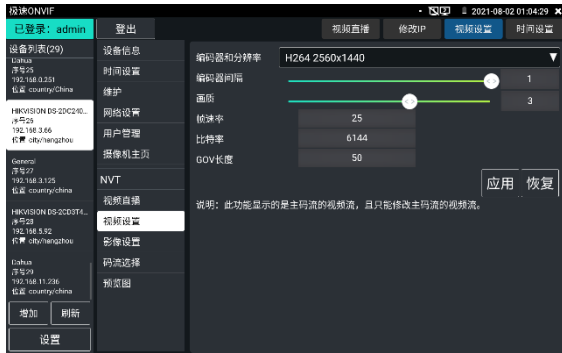 极速ONVIF
2021-08-02 01:04:29
已登录: admin
登出
视频直播
修改IP
视频设置
时间设置
设备列表(29)
Dahua
序号25
192.168.0.251
位置 country/China
HIKVISION DS-2DC240...
序号26
192.168.3.66
位置 city/hangzhou
General
序号27
192.168.3.125
位置 country/china
HIKVISION DS-2CD3T4...
序号28
192.168.5.92
位置 city/hangzhou
Dahua
序号29
192.168.11.236
位置 country/china
增加
刷新
设置
设备信息
时间设置
维护
网络设置
用户管理
摄像机主页
NVT
视频直播
视频设置
影像设置
码流选择
预览图
编码器和分辨率 H264 2560x1440
编码器间隔 1
画质 3
帧速率 25
比特率 6144
GOV长度 50
应用 恢复
说明：此功能显示的是主码流的视频流，且只能修改主码流的视频流。